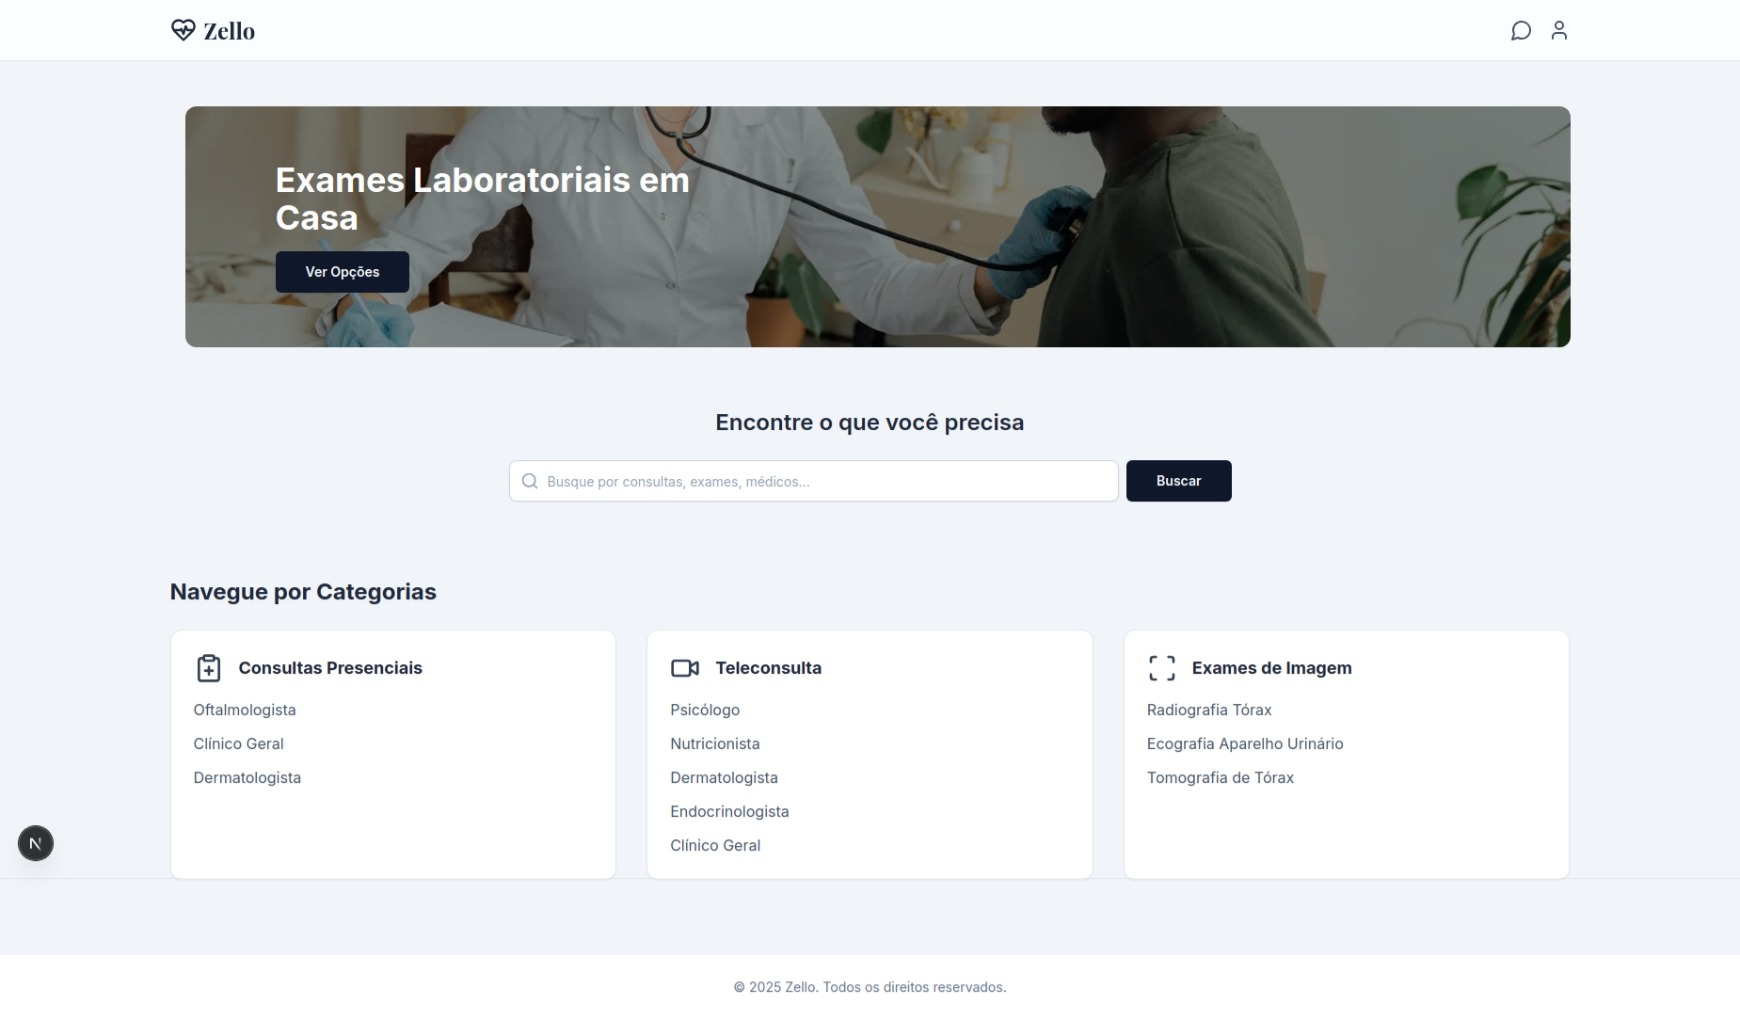 Zello
Exames Laboratoriais em
Casa
Ver Opções
Encontre o que você precisa
Busque por consultas, exames, médicos...
Buscar
Navegue por Categorias
Consultas Presenciais
Oftalmologista
Clínico Geral
Dermatologista
Teleconsulta
Psicólogo
Nutricionista
Dermatologista
Endocrinologista
Clínico Geral
Exames de Imagem
Radiografia Tórax
Ecografia Aparelho Urinário
Tomografia de Tórax
N
© 2025 Zello. Todos os direitos reservados.